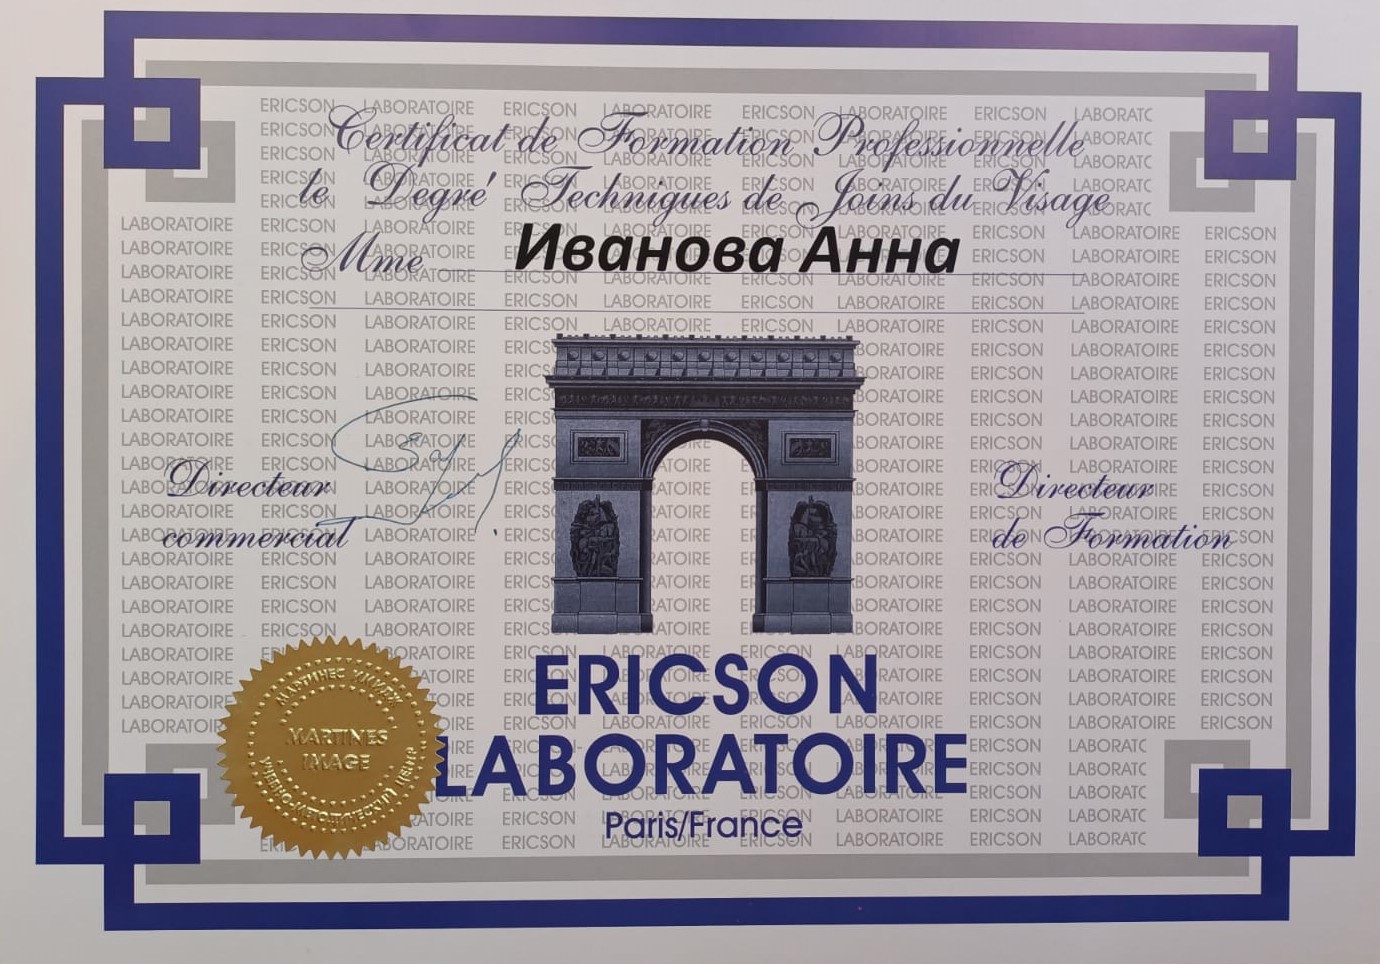 Certificat de Formation Professionnelle
le Degré Techniques de Soins du Visage
Mme Иванова Анна
Directeur
commercial
Directeur
de Formation
MARTINES
IMAGE
ERICSON
LABORATOIRE
Paris/France